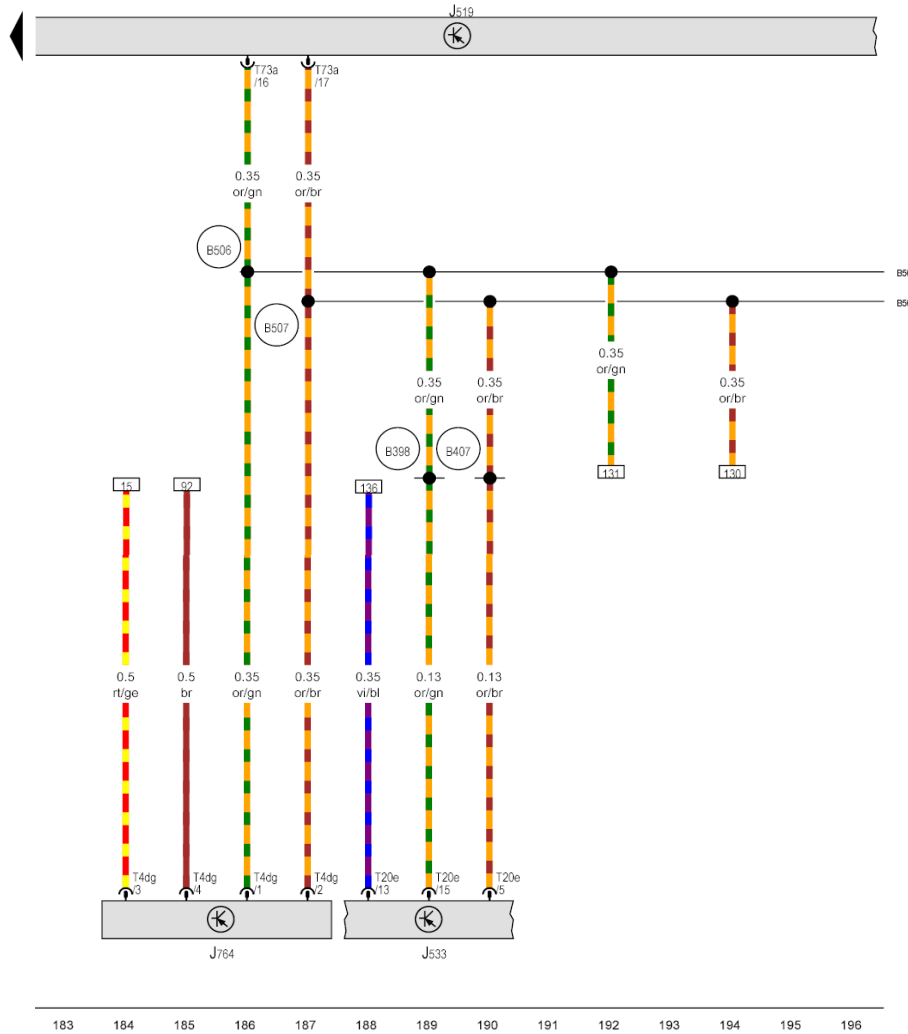 J519
T73a
/16
T73a
/17
0.35
or/gn
0.35
or/br
B506
B507
0.35
or/gn
0.35
or/gn
0.35
or/br
0.35
or/br
B398
B407
15
92
136
131
130
0.5
rt/ge
0.5
br
0.35
or/gn
0.35
or/br
0.35
vi/bl
0.13
or/gn
0.13
or/br
T4dg
/3
T4dg
/4
T4dg
/1
T4dg
/2
T20e
/13
T20e
/15
T20e
/5
J764
J533
183 184 185 186 187 188 189 190 191 192 193 194 195 196